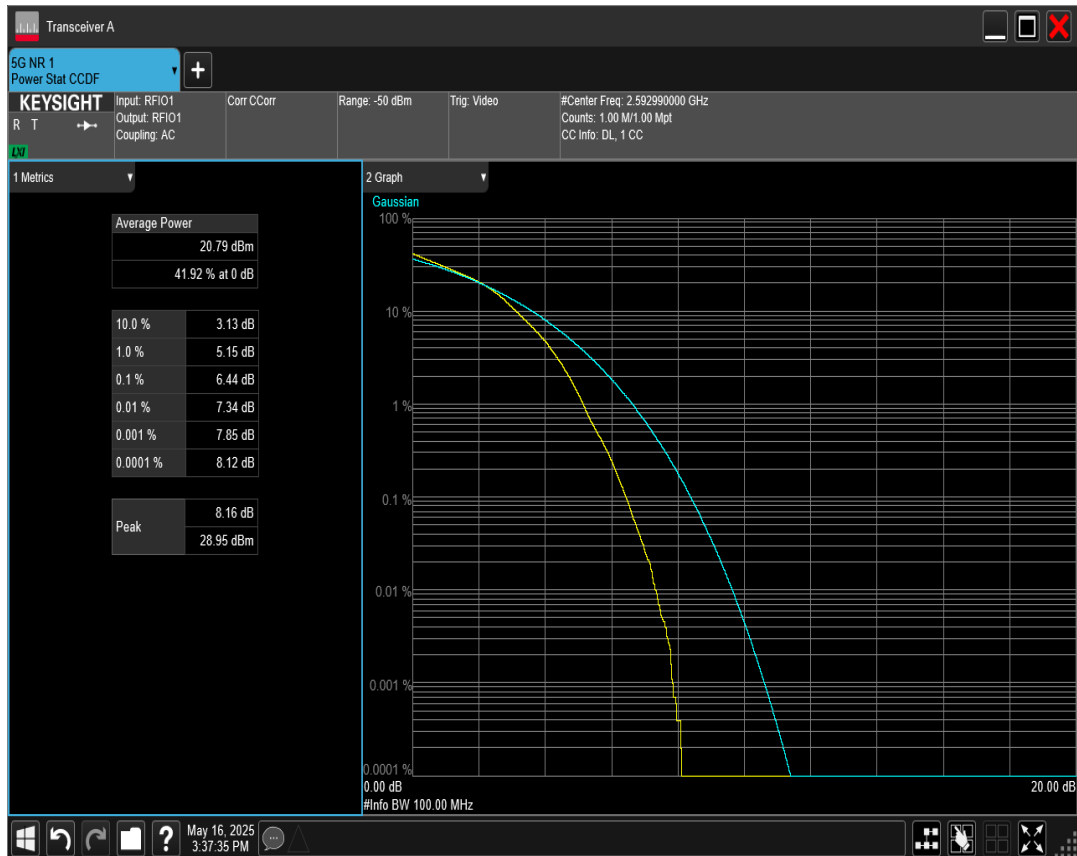 Transceiver A
5G NR 1
Power Stat CCDF
+
KEYSIGHT
R T
LXI
Input: RFIO1
Output: RFIO1
Coupling: AC
Corr CCorr
Range: -50 dBm
Trig: Video
#Center Freq: 2.592990000 GHz
Counts: 1.00 M/1.00 Mpt
CC Info: DL, 1 CC
1 Metrics
Average Power
20.79 dBm
41.92 % at 0 dB
10.0 % 3.13 dB
1.0 % 5.15 dB
0.1 % 6.44 dB
0.01 % 7.34 dB
0.001 % 7.85 dB
0.0001 % 8.12 dB
Peak 8.16 dB
28.95 dBm
2 Graph
Gaussian
100 %
10 %
1 %
0.1 %
0.01 %
0.001 %
0.0001 %
0.00 dB 20.00 dB
#Info BW 100.00 MHz
?
May 16, 2025
3:37:35 PM